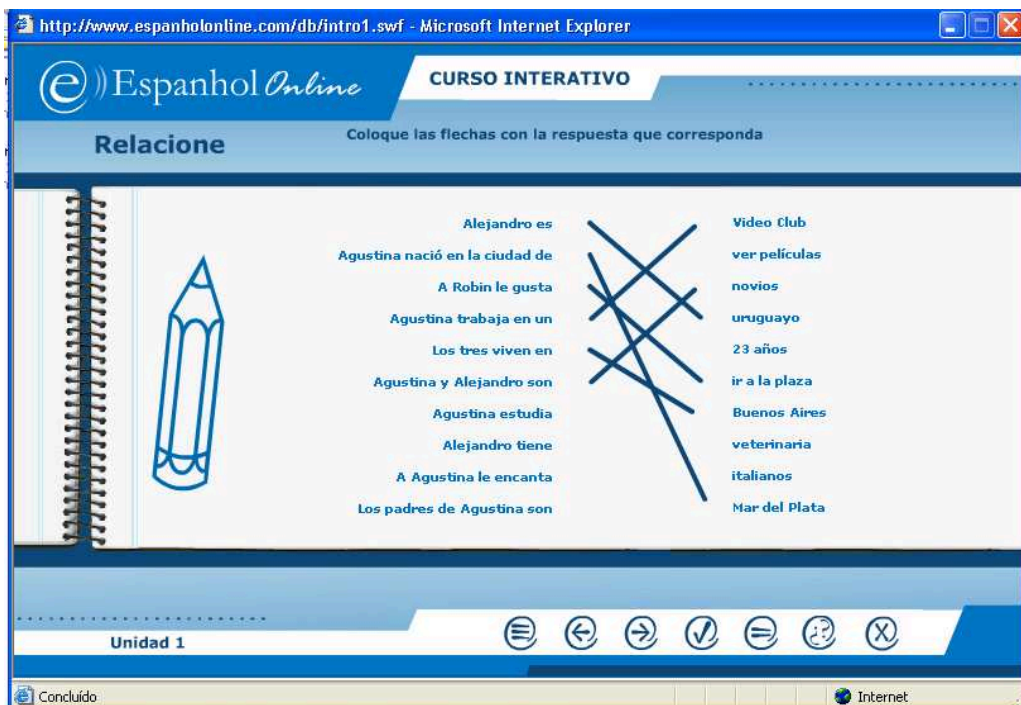 http://www.espanholonline.com/db/intro1.swf - Microsoft Internet Explorer
e Espanhol Online
CURSO INTERATIVO
Relacione
Coloque las flechas con la respuesta que corresponda
Alejandro es
Video Club
Agustina nació en la ciudad de
ver películas
A Robin le gusta
novios
Agustina trabaja en un
uruguayo
Los tres viven en
23 años
Agustina y Alejandro son
ir a la plaza
Agustina estudia
Buenos Aires
Alejandro tiene
veterinaria
A Agustina le encanta
italianos
Los padres de Agustina son
Mar del Plata
Unidad 1
Concluído
Internet